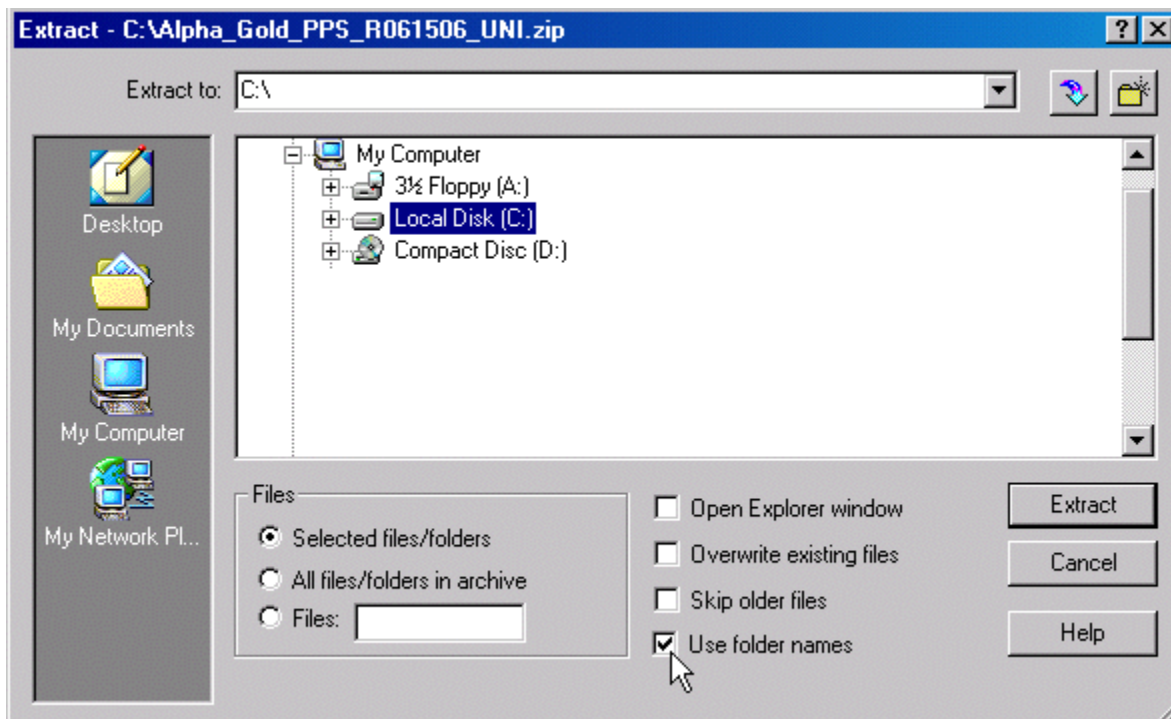 Extract - C:\Alpha_Gold_PPS_R061506_UNI.zip
Extract to: C:\
My Computer
3½ Floppy (A:)
Local Disk (C:)
Compact Disc (D:)
Desktop
My Documents
My Computer
My Network Pl...
Files
Selected files/folders
All files/folders in archive
Files:
Open Explorer window
Overwrite existing files
Skip older files
Use folder names
Extract
Cancel
Help